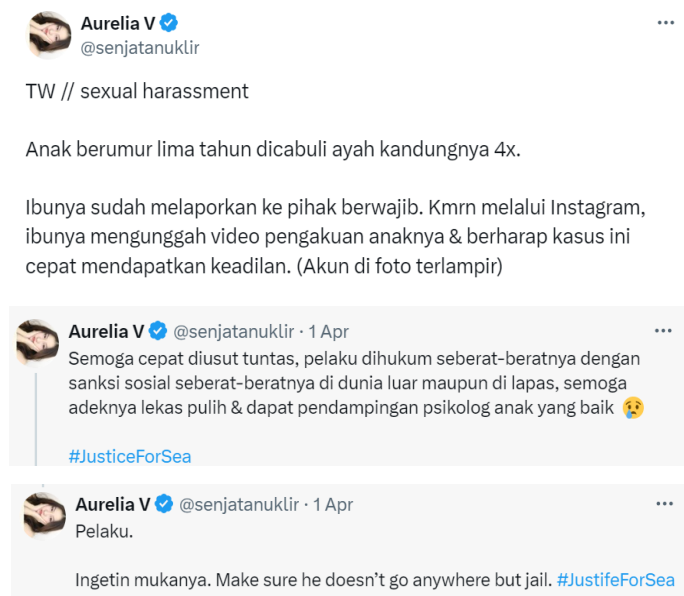 Aurelia V
@senjatanuklir
TW // sexual harassment
Anak berumur lima tahun dicabuli ayah kandungnya 4x.
Ibunya sudah melaporkan ke pihak berwajib. Kmrn melalui Instagram,
ibunya mengunggah video pengakuan anaknya & berharap kasus ini
cepat mendapatkan keadilan. (Akun di foto terlampir)
Aurelia V @senjatanuklir · 1 Apr
Semoga cepat diusut tuntas, pelaku dihukum seberat-beratnya dengan
sanksi sosial seberat-beratnya di dunia luar maupun di lapas, semoga
adeknya lekas pulih & dapat pendampingan psikolog anak yang baik 😢
#JusticeForSea
Aurelia V @senjatanuklir · 1 Apr
Pelaku.
Ingetin mukanya. Make sure he doesn't go anywhere but jail. #JustifeForSea